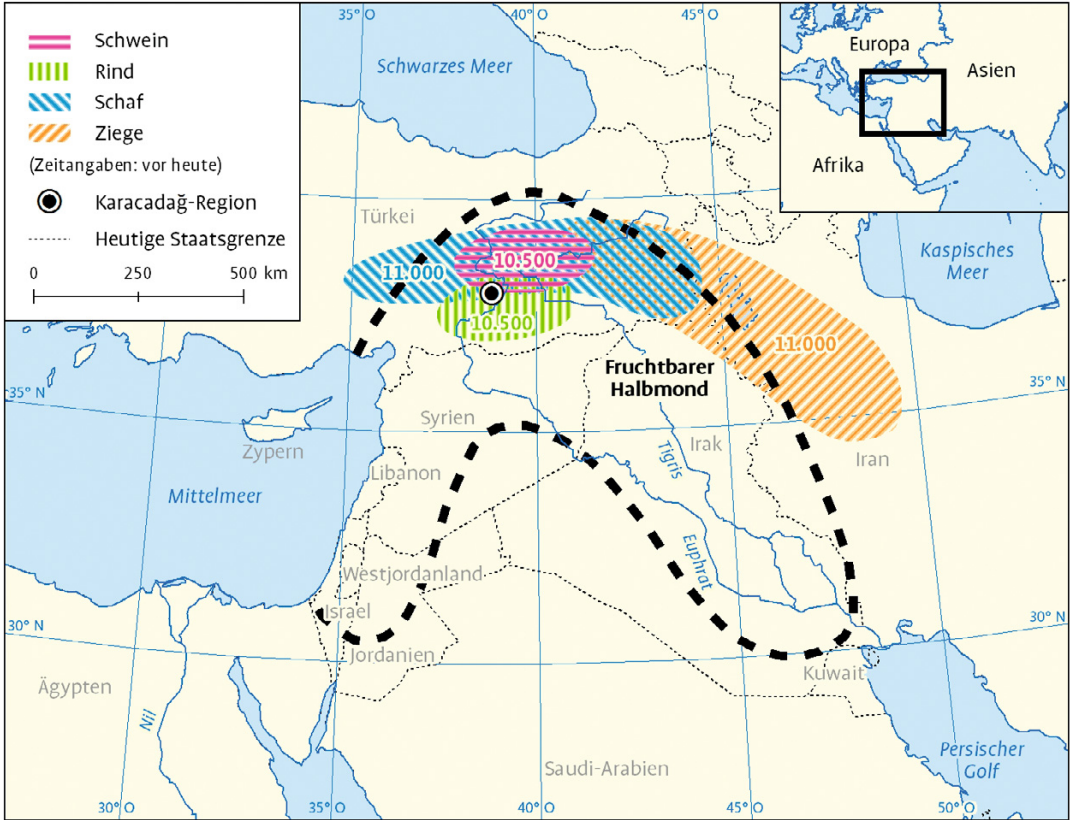 Schwein
Rind
Schaf
Ziege
(Zeitangaben: vor heute)
Karacadağ-Region
Heutige Staatsgrenze
0 250 500 km
35° O
40° O
45° O
Schwarzes Meer
Europa
Asien
Afrika
Türkei
Kaspisches
Meer
11.000
10.500
10.500
11.000
Fruchtbarer
Halbmond
35° N
35° N
Syrien
Zypern
Libanon
Irak
Tigris
Iran
Mittelmeer
Euphrat
Westjordanland
Israel
30° N
30° N
Jordanien
Kuwait
Ägypten
Nil
Saudi-Arabien
Persischer
Golf
30° O
35° O
40° O
45° O
50° O